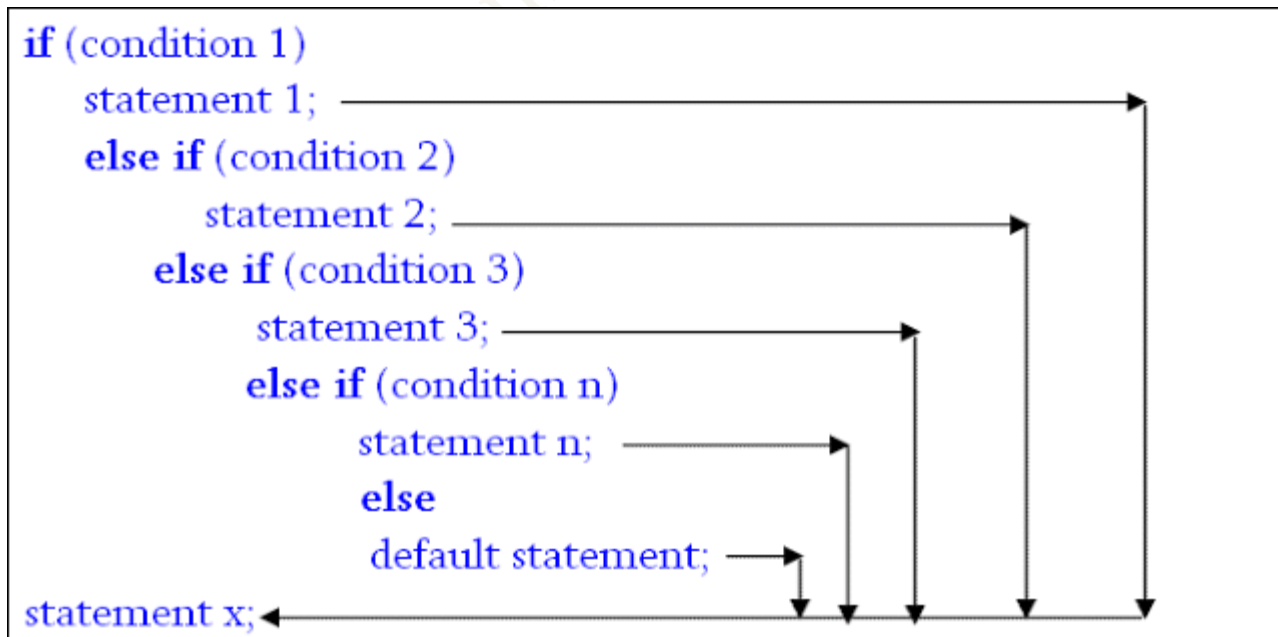 if (condition 1)
statement 1;
else if (condition 2)
statement 2;
else if (condition 3)
statement 3;
else if (condition n)
statement n;
else
default statement;
statement x;